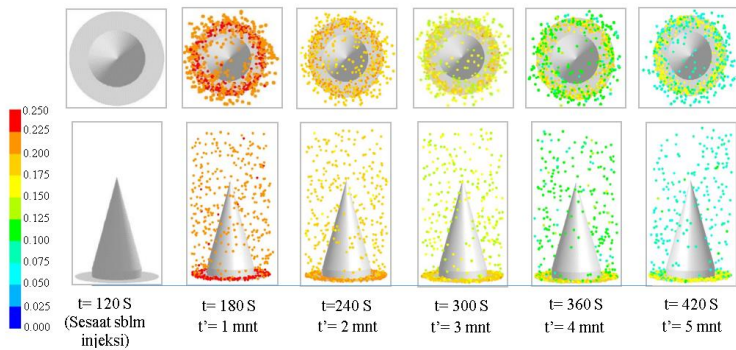 0.250
0.225
0.200
0.175
0.150
0.125
0.100
0.075
0.050
0.025
0.000
t= 120 S
(Sesaat sblm
injeksi)
t= 180 S
t'= 1 mnt
t=240 S
t'= 2 mnt
t= 300 S
t'= 3 mnt
t= 360 S
t'= 4 mnt
t= 420 S
t'= 5 mnt